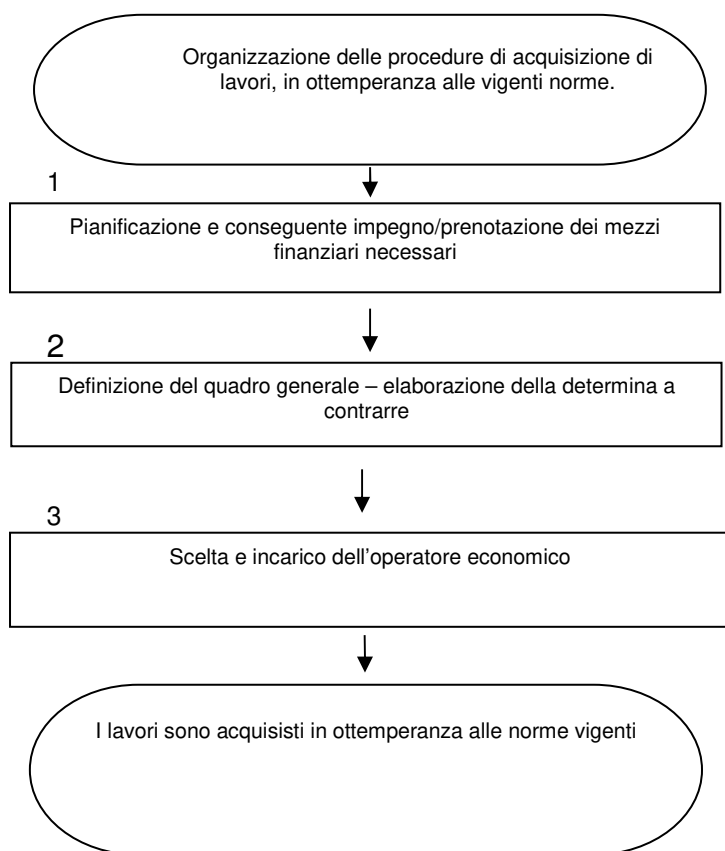 Organizzazione delle procedure di acquisizione di
lavori, in ottemperanza alle vigenti norme.
1
Pianificazione e conseguente impegno/prenotazione dei mezzi
finanziari necessari
2
Definizione del quadro generale – elaborazione della determina a
contrarre
3
Scelta e incarico dell'operatore economico
I lavori sono acquisisti in ottemperanza alle norme vigenti